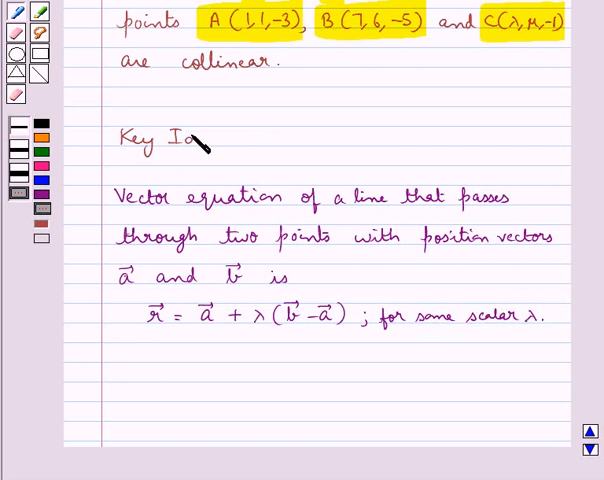 points A (1, 1, -3), B (7, 6, -5) and C(λ, μ, -1)
are collinear.
Key Id
Vector equation of a line that passes
through two points with position vectors
a⃗ and b⃗ is
r⃗ = a⃗ + λ (b⃗ - a⃗) ; for some scalar λ.